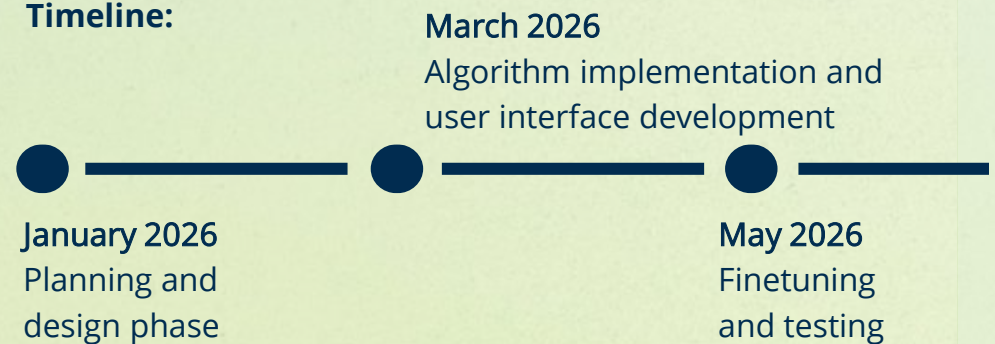 Timeline:
March 2026
Algorithm implementation and
user interface development
January 2026
Planning and
design phase
May 2026
Finetuning
and testing